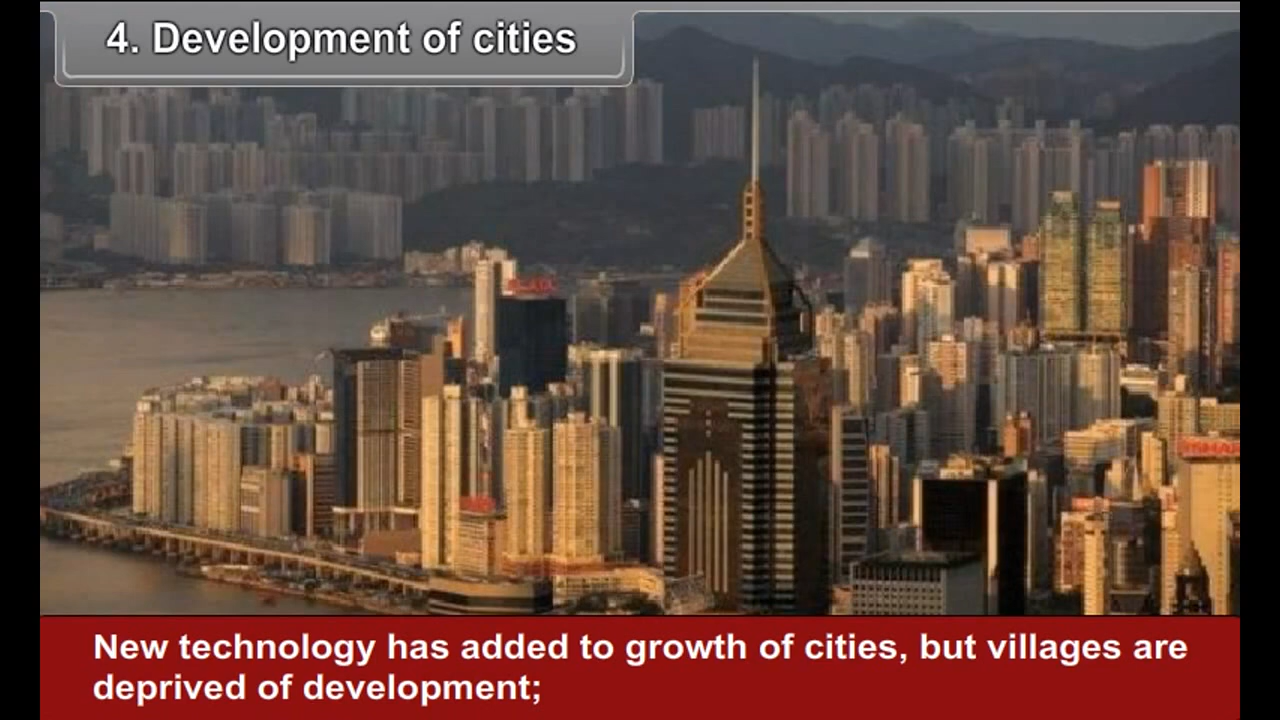 4. Development of cities
New technology has added to growth of cities, but villages are
deprived of development;